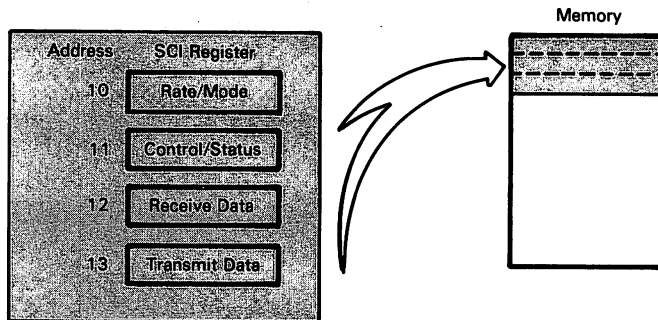 Memory
Address SCI Register
10 Rate/Mode
11 Control/Status
12 Receive Data
13 Transmit Data